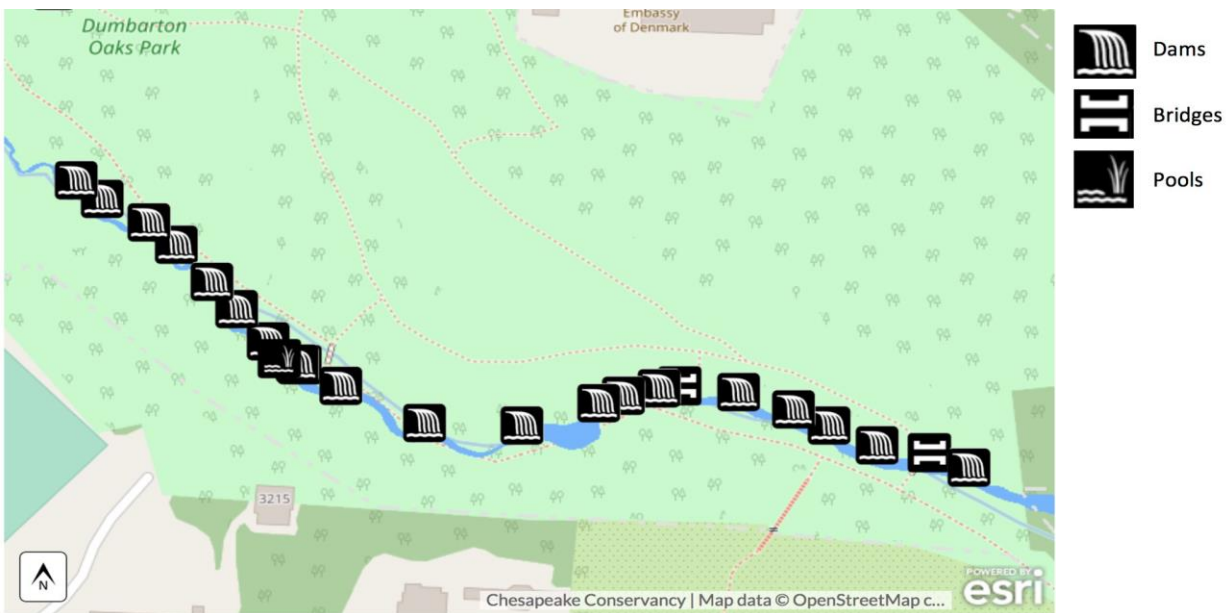 Dumbarton
Oaks Park
Embassy
of Denmark
Dams
Bridges
Pools
3215
N
POWERED BY
esri
Chesapeake Conservancy | Map data © OpenStreetMap c...